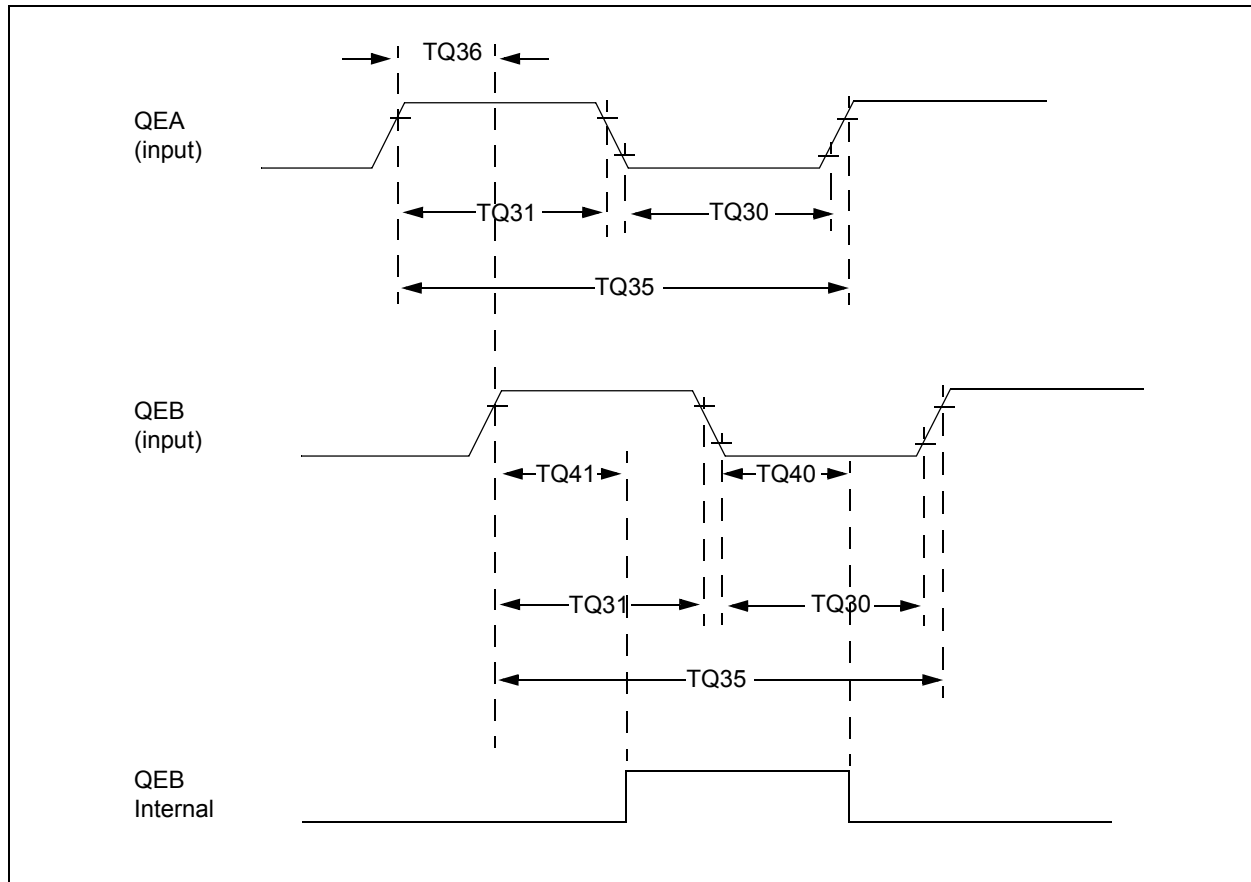 TQ36
QEA
(input)
TQ31
TQ30
TQ35
QEB
(input)
TQ41
TQ40
TQ31
TQ30
TQ35
QEB
Internal